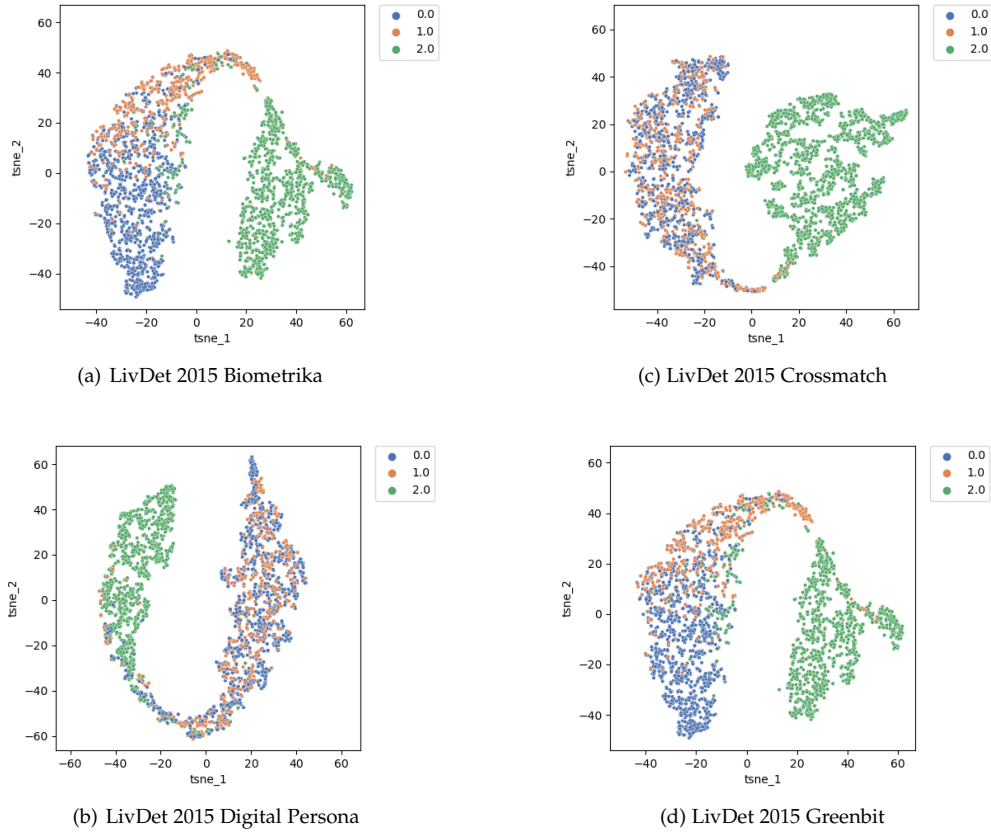 60
40
20
0
−20
−40
tsne_2
−40 −20 0 20 40 60
tsne_1
0.0
1.0
2.0
(a) LivDet 2015 Biometrika
60
40
20
0
−20
−40
tsne_2
−40 −20 0 20 40 60
tsne_1
0.0
1.0
2.0
(c) LivDet 2015 Crossmatch
60
40
20
0
−20
−40
−60
tsne_2
−60 −40 −20 0 20 40 60
tsne_1
0.0
1.0
2.0
(b) LivDet 2015 Digital Persona
60
40
20
0
−20
−40
tsne_2
−40 −20 0 20 40 60
tsne_1
0.0
1.0
2.0
(d) LivDet 2015 Greenbit